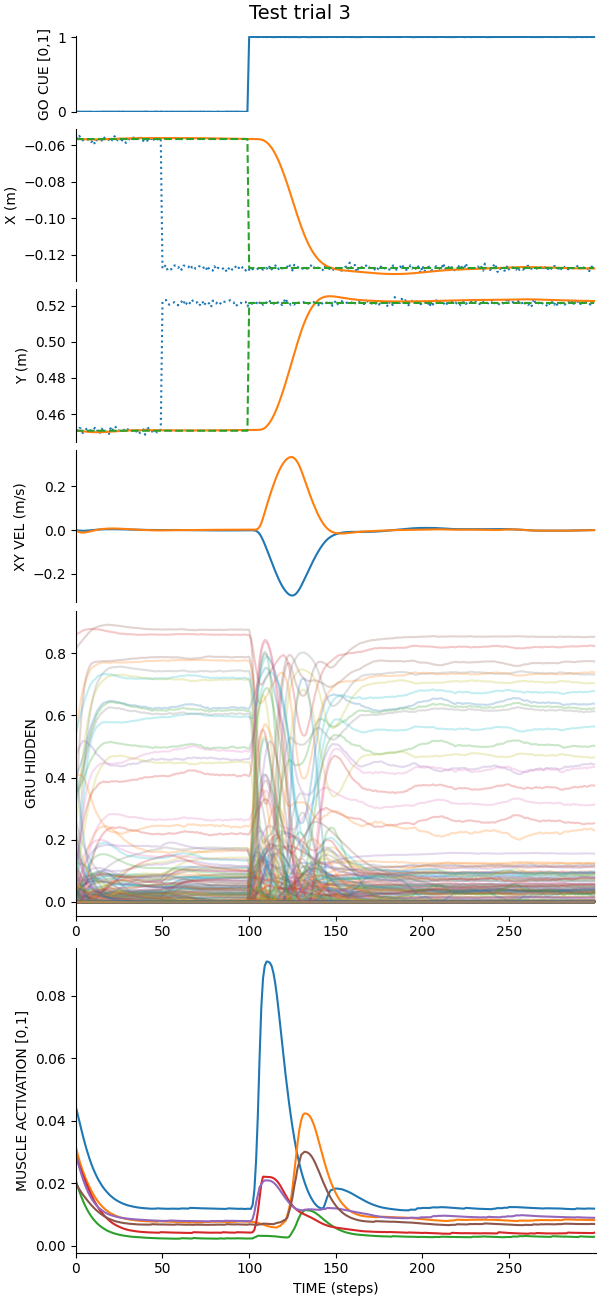 Test trial 3
GO CUE [0,1]
1
0
X (m)
−0.06
−0.08
−0.10
−0.12
Y (m)
0.52
0.50
0.48
0.46
XY VEL (m/s)
0.2
0.0
−0.2
GRU HIDDEN
0.8
0.6
0.4
0.2
0.0
0 50 100 150 200 250
MUSCLE ACTIVATION [0,1]
0.08
0.06
0.04
0.02
0.00
0 50 100 150 200 250
TIME (steps)